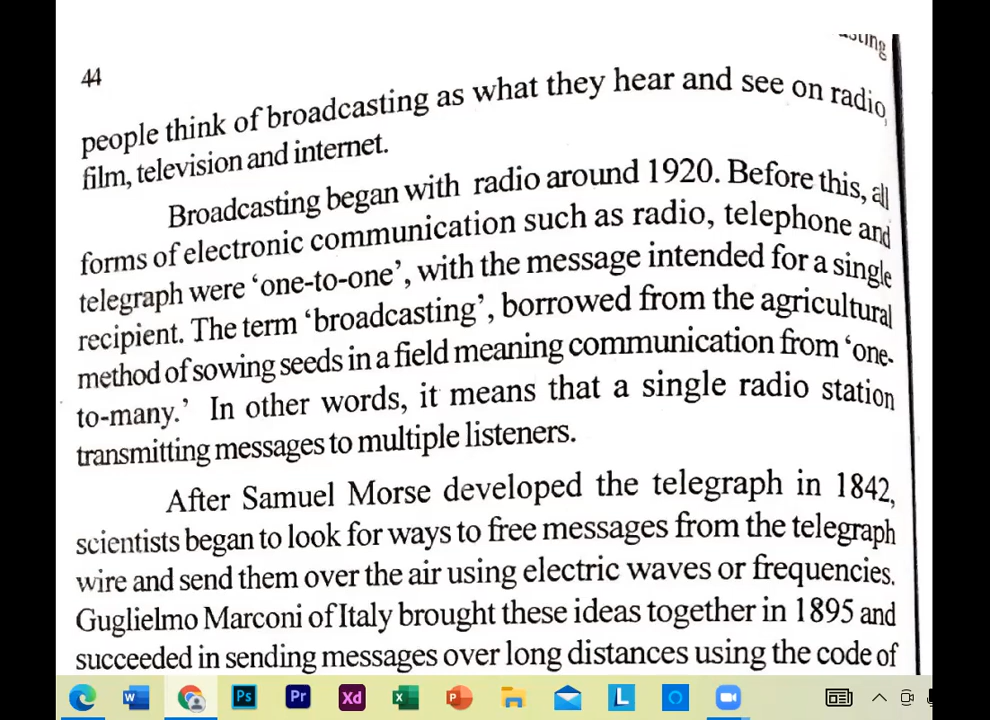 44
people think of broadcasting as what they hear and see on radio,
film, television and internet.
Broadcasting began with radio around 1920. Before this, all
forms of electronic communication such as radio, telephone and
telegraph were ‘one-to-one’, with the message intended for a single
recipient. The term ‘broadcasting’, borrowed from the agricultural
method of sowing seeds in a field meaning communication from ‘one-
to-many.’ In other words, it means that a single radio station
transmitting messages to multiple listeners.
After Samuel Morse developed the telegraph in 1842,
scientists began to look for ways to free messages from the telegraph
wire and send them over the air using electric waves or frequencies.
Guglielmo Marconi of Italy brought these ideas together in 1895 and
succeeded in sending messages over long distances using the code of
W Ps Pr Xd X P L